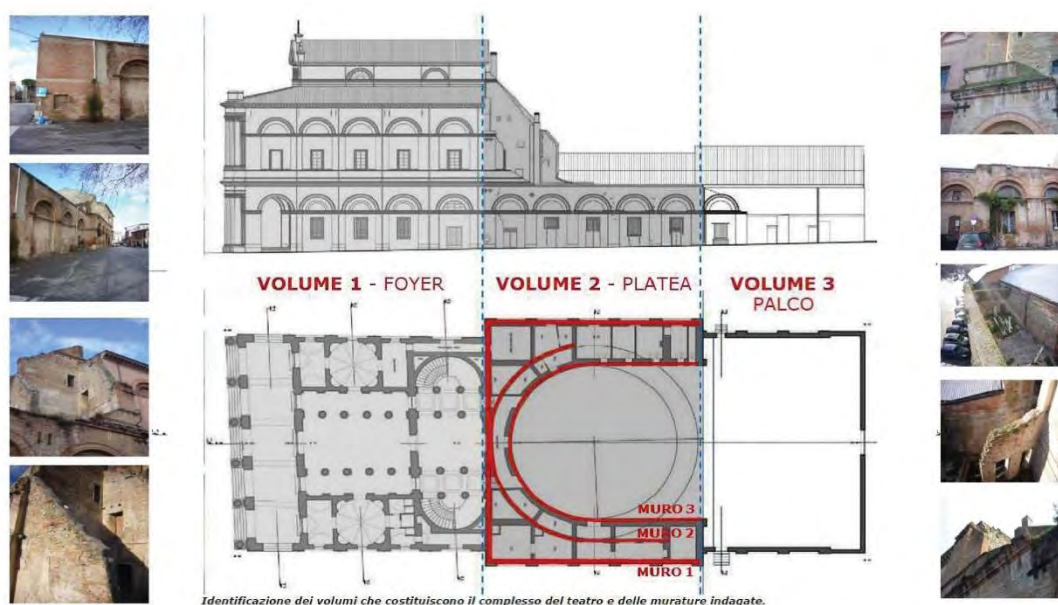 VOLUME 1 - FOYER
VOLUME 2 - PLATEA
VOLUME 3
PALCO
MURO 3
MURO 2
MURO 1
Identificazione dei volumi che costituiscono il complesso del teatro e delle murature indagate.